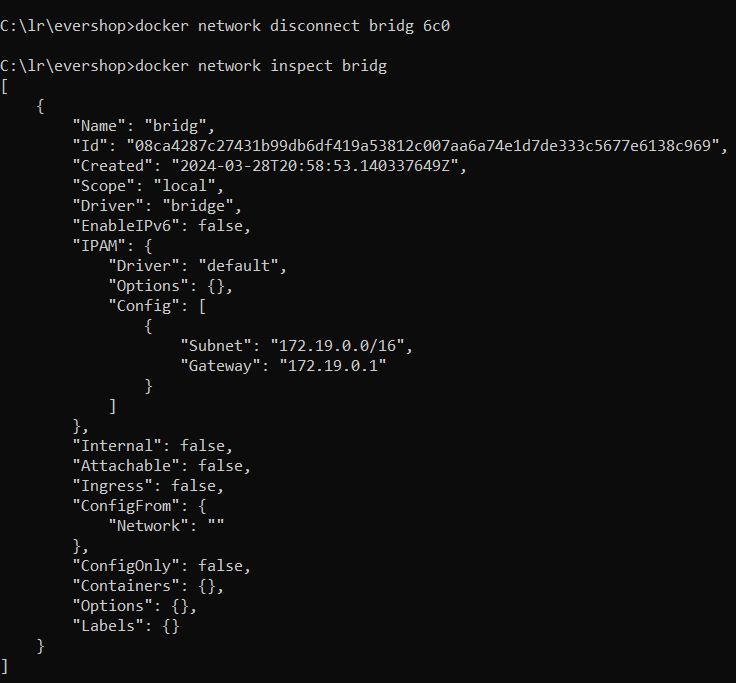 C:\lr\evershop>docker network disconnect bridg 6c0
C:\lr\evershop>docker network inspect bridg
[
    {
        "Name": "bridg",
        "Id": "08ca4287c27431b99db6df419a53812c007aa6a74e1d7de333c5677e6138c969",
        "Created": "2024-03-28T20:58:53.140337649Z",
        "Scope": "local",
        "Driver": "bridge",
        "EnableIPv6": false,
        "IPAM": {
            "Driver": "default",
            "Options": {},
            "Config": [
                {
                    "Subnet": "172.19.0.0/16",
                    "Gateway": "172.19.0.1"
                }
            ]
        },
        "Internal": false,
        "Attachable": false,
        "Ingress": false,
        "ConfigFrom": {
            "Network": ""
        },
        "ConfigOnly": false,
        "Containers": {},
        "Options": {},
        "Labels": {}
    }
]